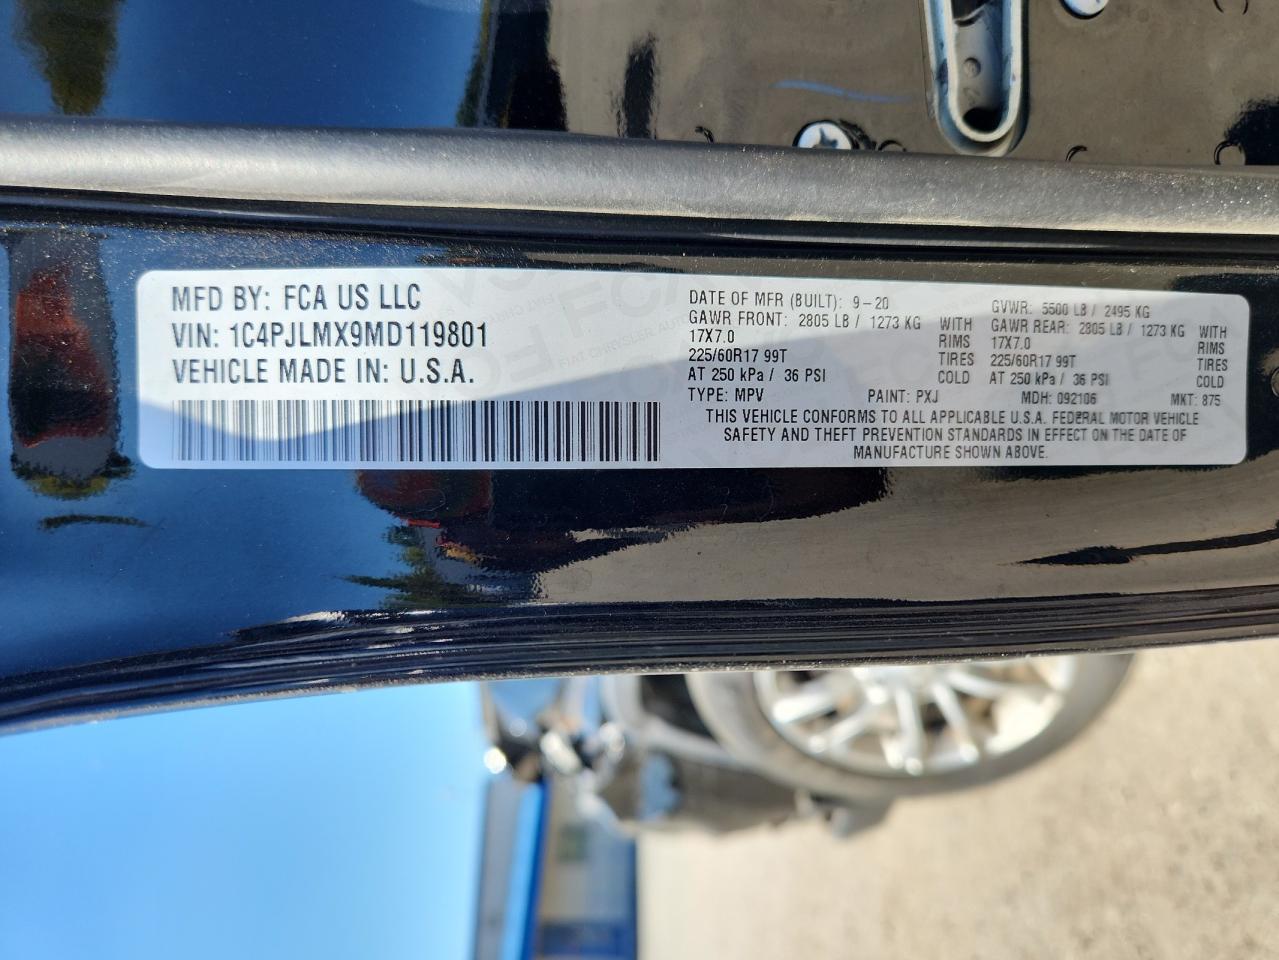 MFD BY: FCA US LLC
VIN: 1C4PJLMX9MD119801
VEHICLE MADE IN: U.S.A.
DATE OF MFR (BUILT): 9-20 GVWR: 5500 LB / 2495 KG
GAWR FRONT: 2805 LB / 1273 KG WITH GAWR REAR: 2805 LB / 1273 KG WITH
17X7.0 RIMS 17X7.0 RIMS
225/60R17 99T TIRES 225/60R17 99T TIRES
AT 250 kPa / 36 PSI COLD AT 250 kPa / 36 PSI COLD
TYPE: MPV PAINT: PXJ MDH: 092106 MKT: 875
THIS VEHICLE CONFORMS TO ALL APPLICABLE U.S.A. FEDERAL MOTOR VEHICLE
SAFETY AND THEFT PREVENTION STANDARDS IN EFFECT ON THE DATE OF
MANUFACTURE SHOWN ABOVE.